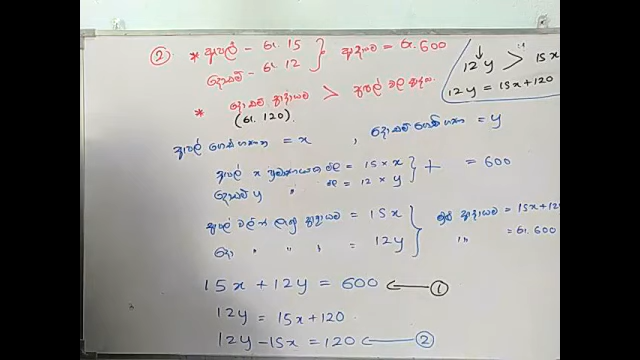 ② * ඇපල් - රු. 15 } ආදායම = රු. 600
දොඩම් - රු. 12
* දොඩම් ආදායම > ඇපල් වල ආදා.
(රු. 120)
12y > 15x
12y = 15x + 120
ඇපල් ගෙඩි ගණන = x , දොඩම් ගෙඩි ගණන = y
ඇපල් x ප්‍රමාණයක මිල = 15 × x } + = 600
දොඩම් y " මිල = 12 × y
ඇපල් වලින් ලැබූ ආදායම = 15x } මුළු ආදායම = 15x + 12y
දො " " " = 12y " = රු. 600
15x + 12y = 600 ← ①
12y = 15x + 120
12y - 15x = 120 ← ②